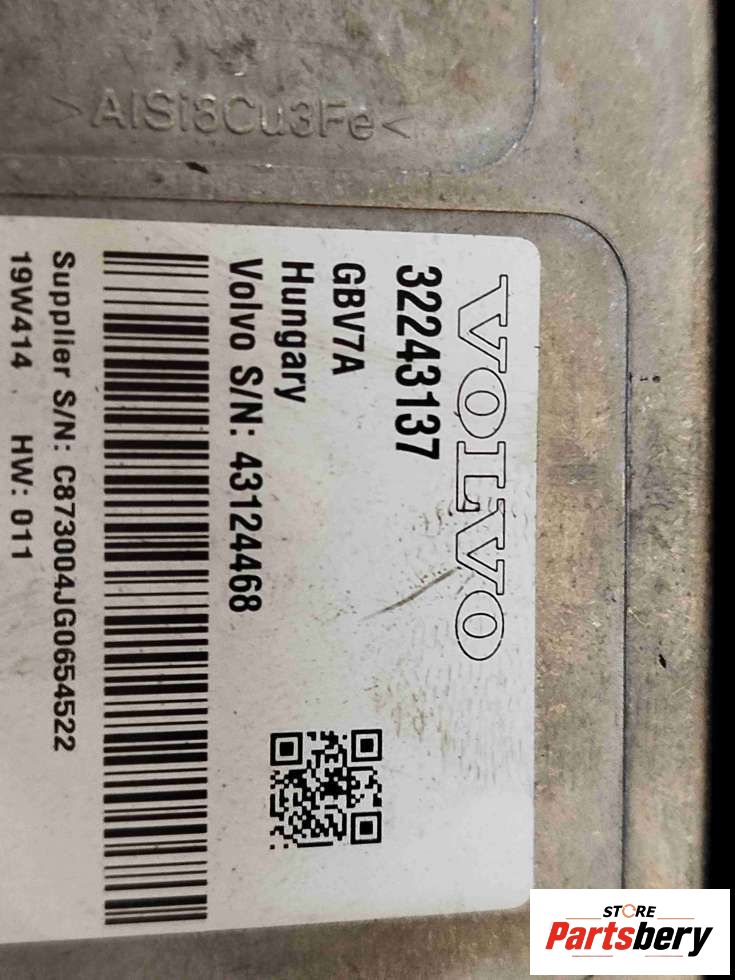 >AlSi8Cu3Fe<
VOLVO
32243137
GBV7A
Hungary
Volvo S/N: 43124468
Supplier S/N: C873004JG0654522
19W414 . HW: 011
STORE
Partsbery